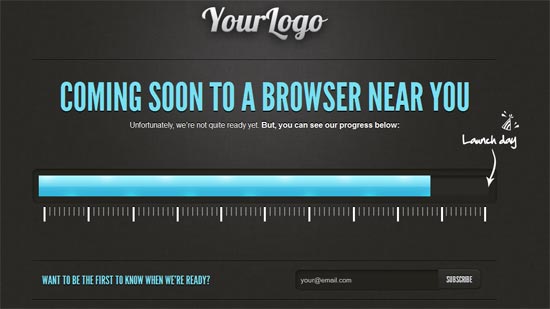 YourLogo
COMING SOON TO A BROWSER NEAR YOU
Unfortunately, we're not quite ready yet. But, you can see our progress below:
Launch day
WANT TO BE THE FIRST TO KNOW WHEN WE'RE READY?
your@email.com
SUBSCRIBE